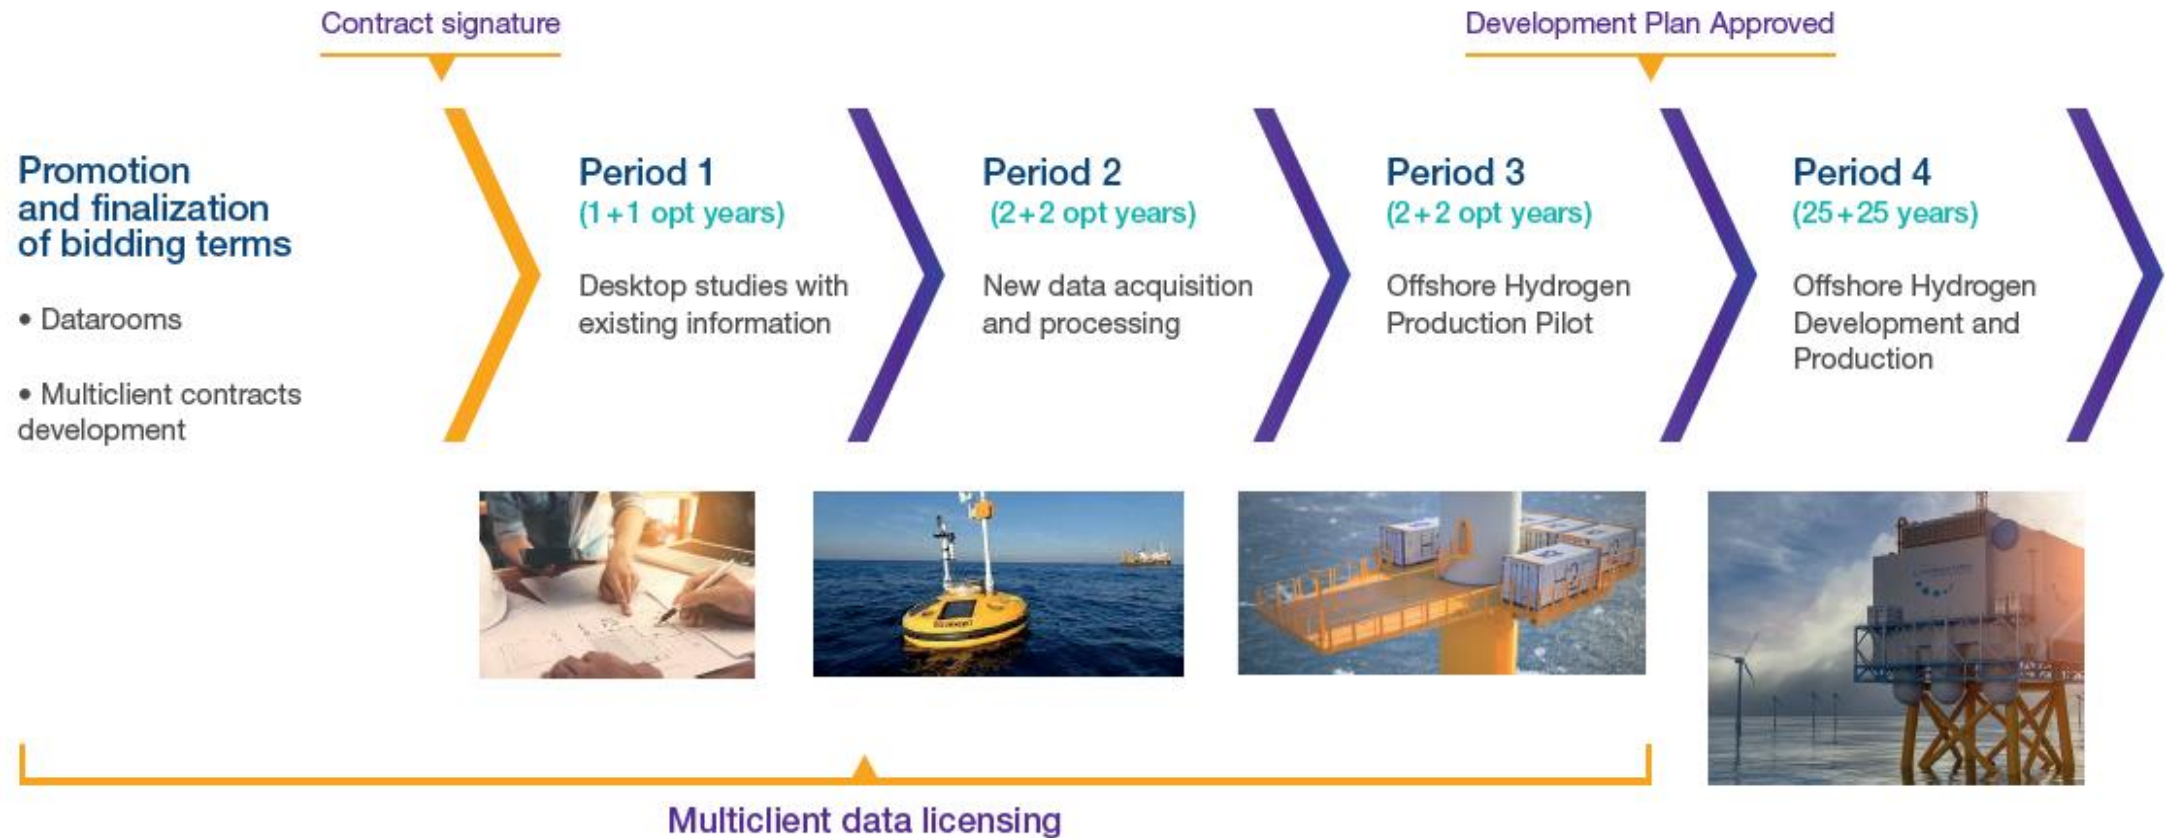 Contract signature
Development Plan Approved
Promotion
and finalization
of bidding terms
• Datarooms
• Multiclient contracts
development
Period 1
(1+1 opt years)
Desktop studies with
existing information
Period 2
(2+2 opt years)
New data acquisition
and processing
Period 3
(2+2 opt years)
Offshore Hydrogen
Production Pilot
Period 4
(25+25 years)
Offshore Hydrogen
Development and
Production
H2
Multiclient data licensing